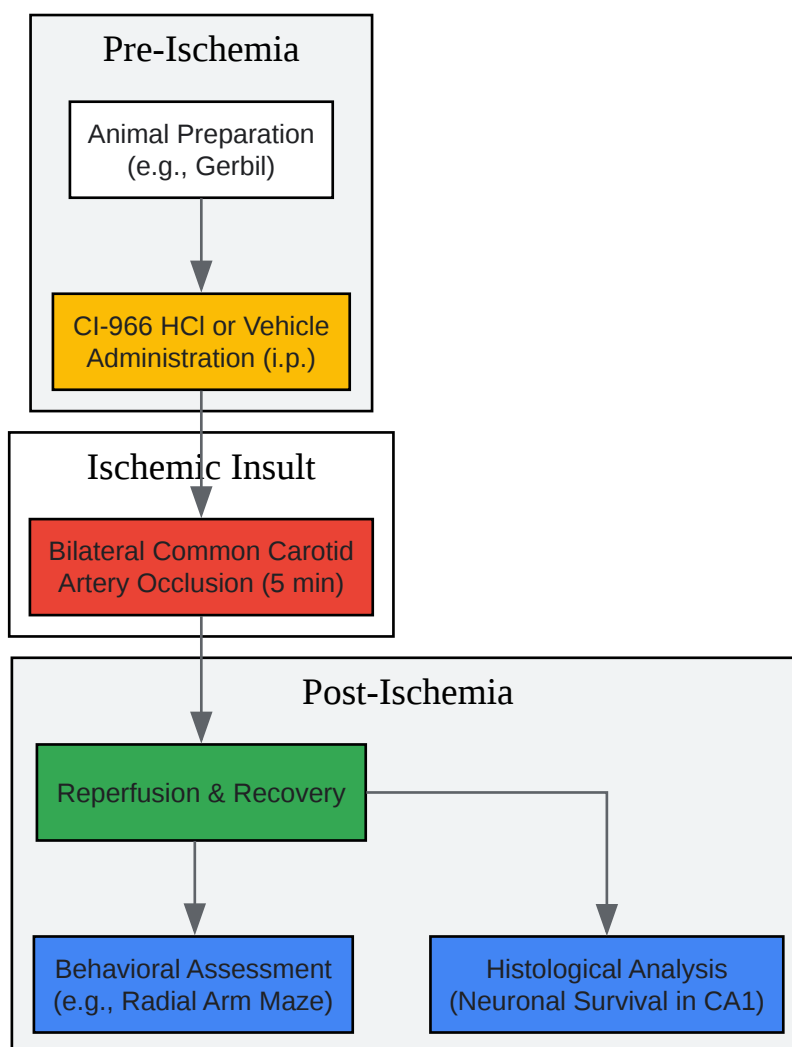 Pre-Ischemia
Animal Preparation
(e.g., Gerbil)
CI-966 HCl or Vehicle
Administration (i.p.)
Ischemic Insult
Bilateral Common Carotid
Artery Occlusion (5 min)
Post-Ischemia
Reperfusion & Recovery
Behavioral Assessment
(e.g., Radial Arm Maze)
Histological Analysis
(Neuronal Survival in CA1)